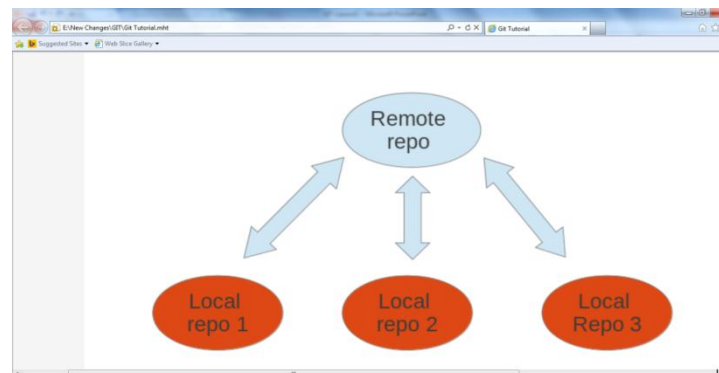 E:\New Changes\GIT\Git Tutorial.mht
Git Tutorial
Suggested Sites
Web Slice Gallery
Remote
repo
Local
repo 1
Local
repo 2
Local
Repo 3